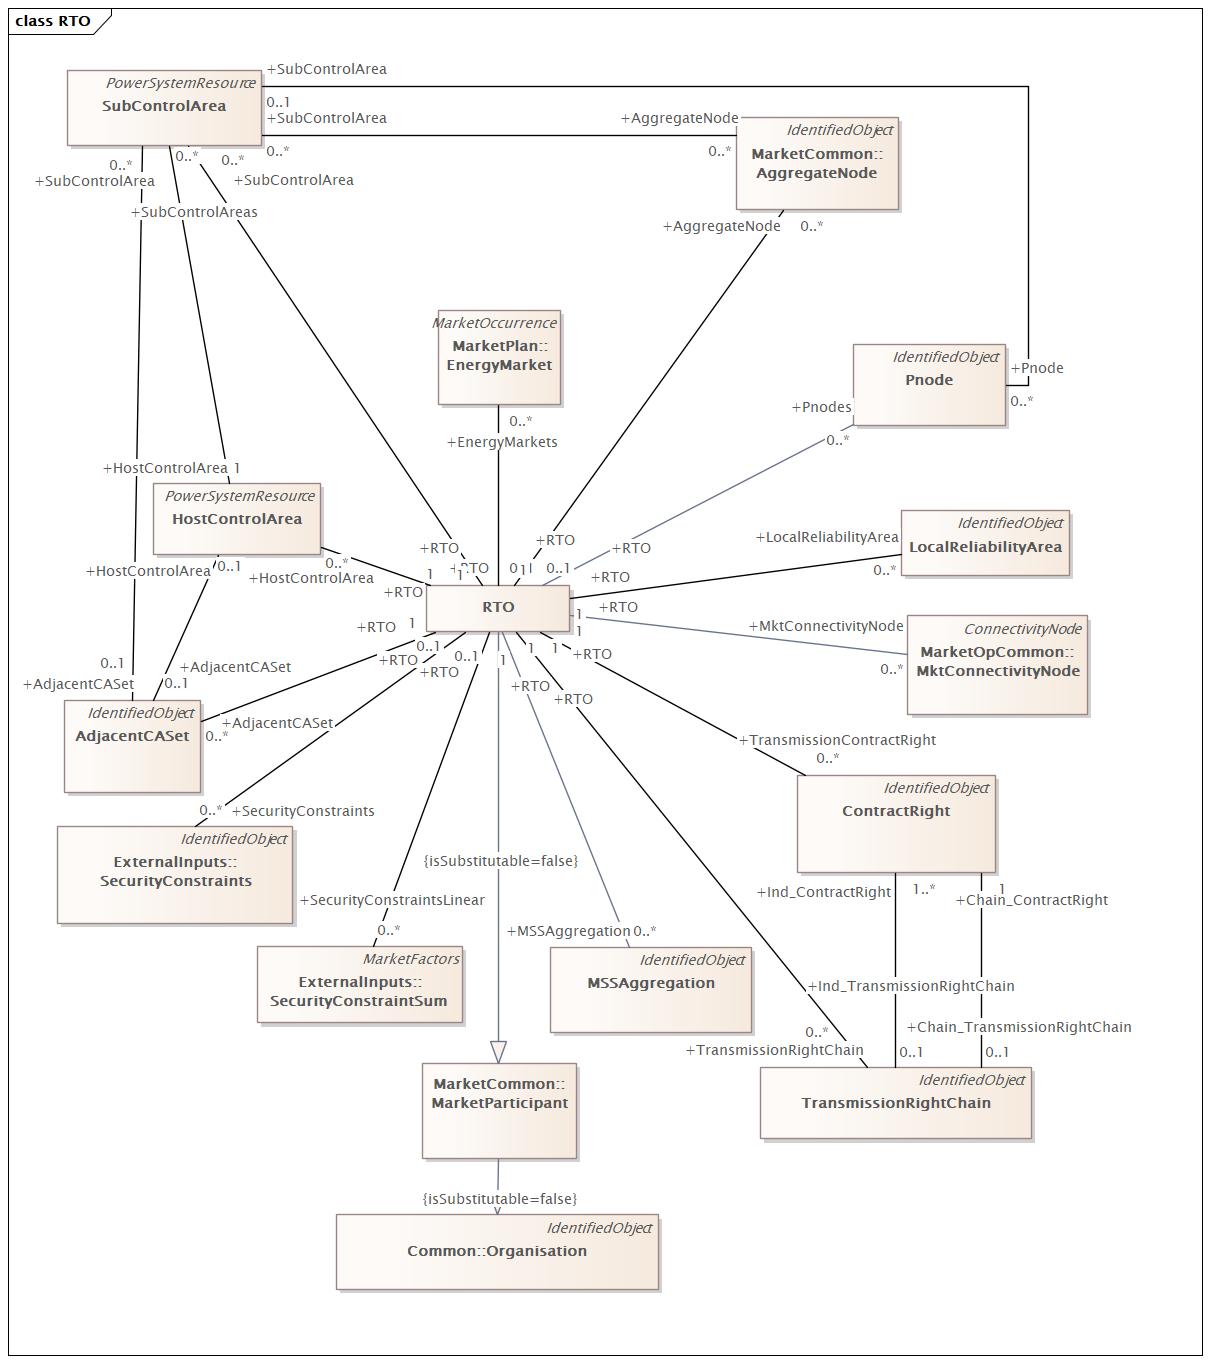 class RTO
+SubControlArea
PowerSystemResource
SubControlArea
0..1
+SubControlArea
+AggregateNode
IdentifiedObject
MarketCommon::
AggregateNode
0..*
0..*
0..*
0..*
0..*
+SubControlArea
+SubControlArea
+SubControlAreas
+AggregateNode
0..*
MarketOccurrence
MarketPlan::
EnergyMarket
IdentifiedObject
Pnode
+Pnode
0..*
+Pnodes
0..*
0..*
+EnergyMarkets
+HostControlArea
1
PowerSystemResource
HostControlArea
IdentifiedObject
LocalReliabilityArea
+LocalReliabilityArea
0..*
+HostControlArea
0..1
0..*
+HostControlArea
+RTO
+RTO
+RTO
+RTO
1
1
0..1
+RTO
+RTO
RTO
+RTO
1
1
ConnectivityNode
MarketOpCommon::
MktConnectivityNode
+MktConnectivityNode
0..*
+RTO
1
0..1
0..1
1
1
1
+RTO
+RTO
+RTO
+RTO
+RTO
0..1
+AdjacentCASet
+AdjacentCASet
0..1
IdentifiedObject
AdjacentCASet
+AdjacentCASet
0..*
+TransmissionContractRight
0..*
IdentifiedObject
ContractRight
0..*
+SecurityConstraints
IdentifiedObject
ExternalInputs::
SecurityConstraints
{isSubstitutable=false}
+SecurityConstraintsLinear
0..*
+Ind_ContractRight
1..*
1
+Chain_ContractRight
+MSSAggregation
0..*
MarketFactors
ExternalInputs::
SecurityConstraintSum
IdentifiedObject
MSSAggregation
+Ind_TransmissionRightChain
+Chain_TransmissionRightChain
0..*
+TransmissionRightChain
0..1
0..1
MarketCommon::
MarketParticipant
IdentifiedObject
TransmissionRightChain
{isSubstitutable=false}
IdentifiedObject
Common::Organisation